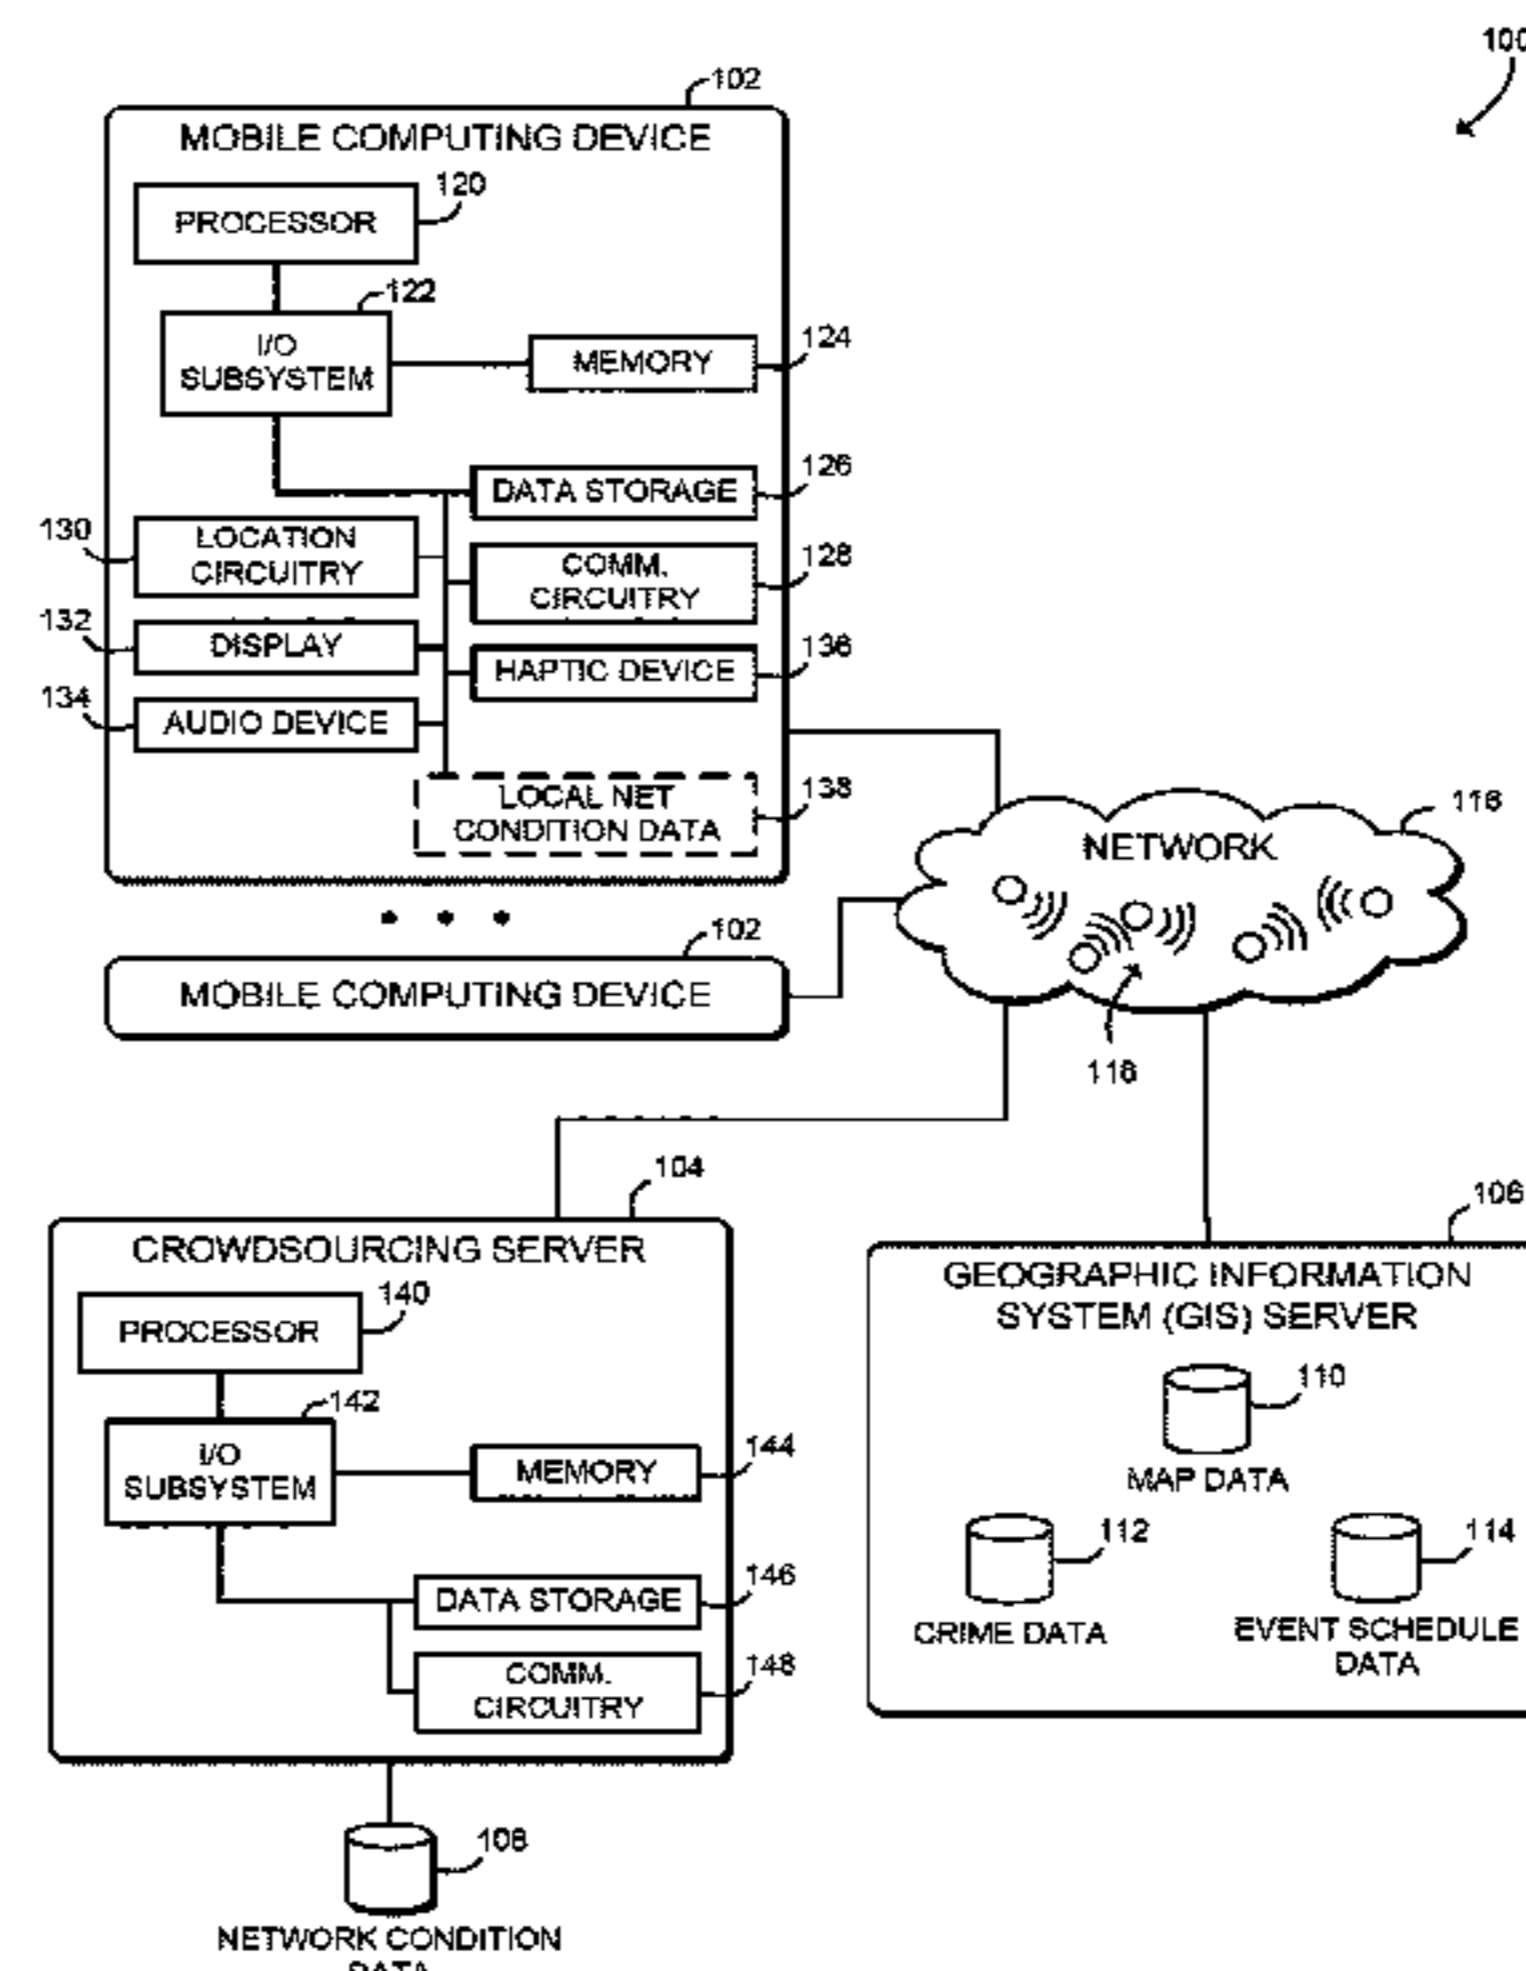 100
102
MOBILE COMPUTING DEVICE
120
PROCESSOR
122
I/O
SUBSYSTEM
124
MEMORY
126
DATA STORAGE
130
LOCATION
CIRCUITRY
128
COMM.
CIRCUITRY
132
DISPLAY
136
HAPTIC DEVICE
134
AUDIO DEVICE
138
LOCAL NET
CONDITION DATA
116
NETWORK
118
102
MOBILE COMPUTING DEVICE
104
CROWDSOURCING SERVER
140
PROCESSOR
142
I/O
SUBSYSTEM
144
MEMORY
146
DATA STORAGE
148
COMM.
CIRCUITRY
108
NETWORK CONDITION
DATA
106
GEOGRAPHIC INFORMATION
SYSTEM (GIS) SERVER
110
MAP DATA
112
CRIME DATA
114
EVENT SCHEDULE
DATA